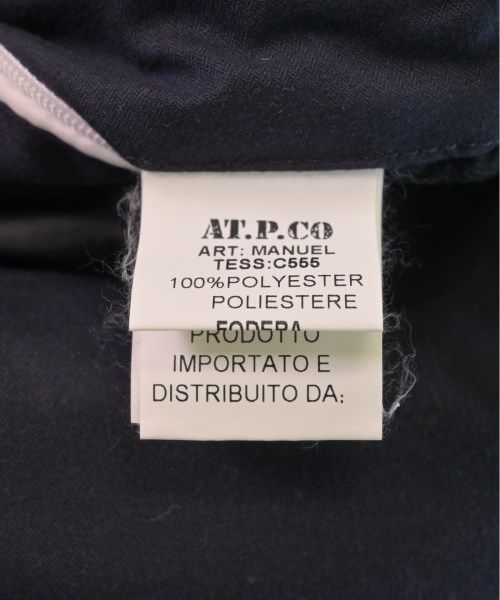 AT.P.CO
ART: MANUEL
TESS:C555
100%POLYESTER
POLIESTERE
FODERA
PRODOTTO
IMPORTATO E
DISTRIBUITO DA: